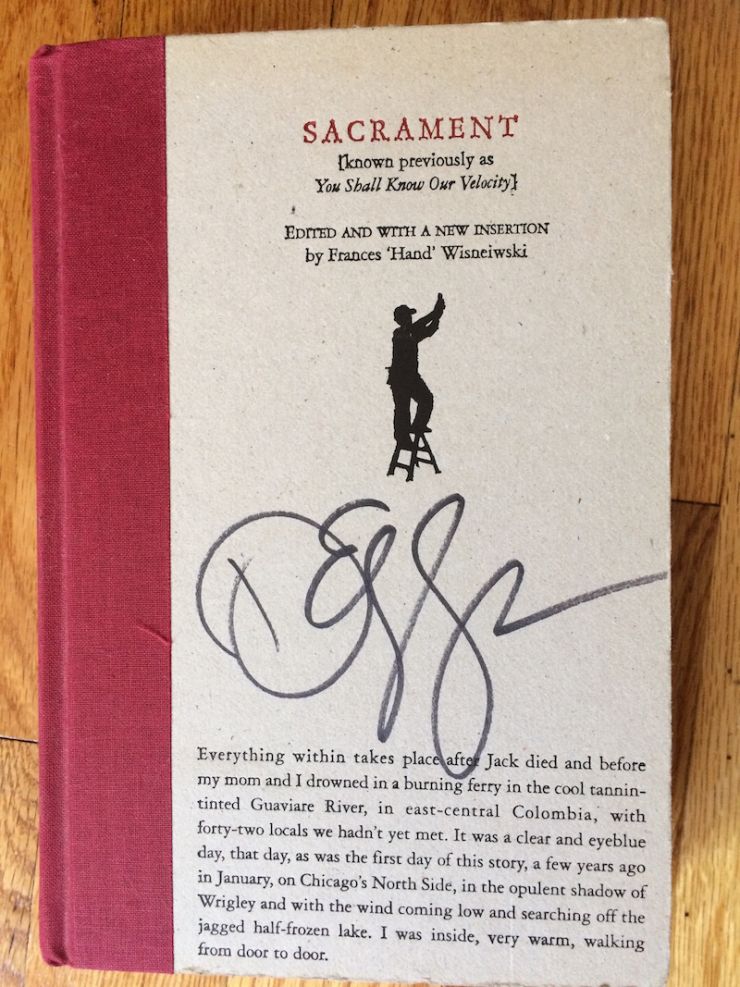 SACRAMENT
[known previously as
You Shall Know Our Velocity]
EDITED AND WITH A NEW INSERTION
by Frances ‘Hand’ Wisneiwski
Everything within takes place after Jack died and before
my mom and I drowned in a burning ferry in the cool tannin-
tinted Guaviare River, in east-central Colombia, with
forty-two locals we hadn’t yet met. It was a clear and eyeblue
day, that day, as was the first day of this story, a few years ago
in January, on Chicago’s North Side, in the opulent shadow of
Wrigley and with the wind coming low and searching off the
jagged half-frozen lake. I was inside, very warm, walking
from door to door.